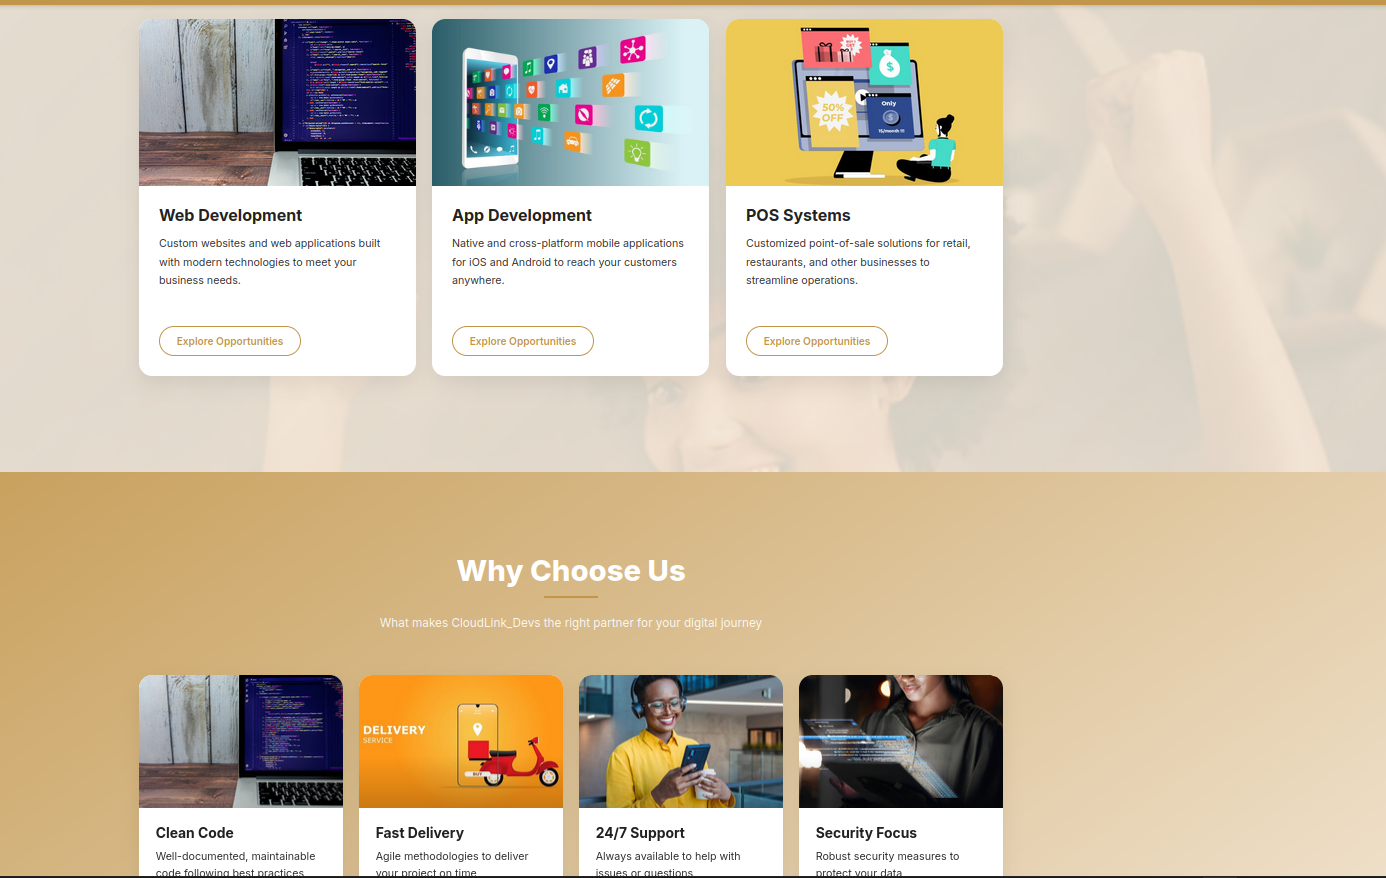 50%
OFF
Only
15/month !!!
Web Development
Custom websites and web applications built
with modern technologies to meet your
business needs.
Explore Opportunities
App Development
Native and cross-platform mobile applications
for iOS and Android to reach your customers
anywhere.
Explore Opportunities
POS Systems
Customized point-of-sale solutions for retail,
restaurants, and other businesses to
streamline operations.
Explore Opportunities
Why Choose Us
What makes CloudLink_Devs the right partner for your digital journey
DELIVERY
SERVICE
BUY
Clean Code
Well-documented, maintainable
code following best practices
Fast Delivery
Agile methodologies to deliver
your project on time
24/7 Support
Always available to help with
issues or questions
Security Focus
Robust security measures to
protect your data